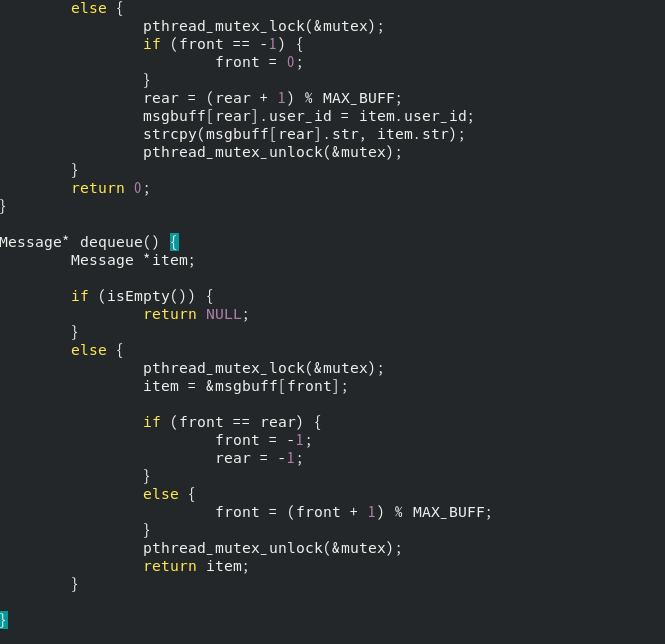 else {
                pthread_mutex_lock(&mutex);
                if (front == -1) {
                        front = 0;
                }
                rear = (rear + 1) % MAX_BUFF;
                msgbuff[rear].user_id = item.user_id;
                strcpy(msgbuff[rear].str, item.str);
                pthread_mutex_unlock(&mutex);
        }
        return 0;
}

Message* dequeue() {
        Message *item;

        if (isEmpty()) {
                return NULL;
        }
        else {
                pthread_mutex_lock(&mutex);
                item = &msgbuff[front];

                if (front == rear) {
                        front = -1;
                        rear = -1;
                }
                else {
                        front = (front + 1) % MAX_BUFF;
                }
                pthread_mutex_unlock(&mutex);
                return item;
        }

}